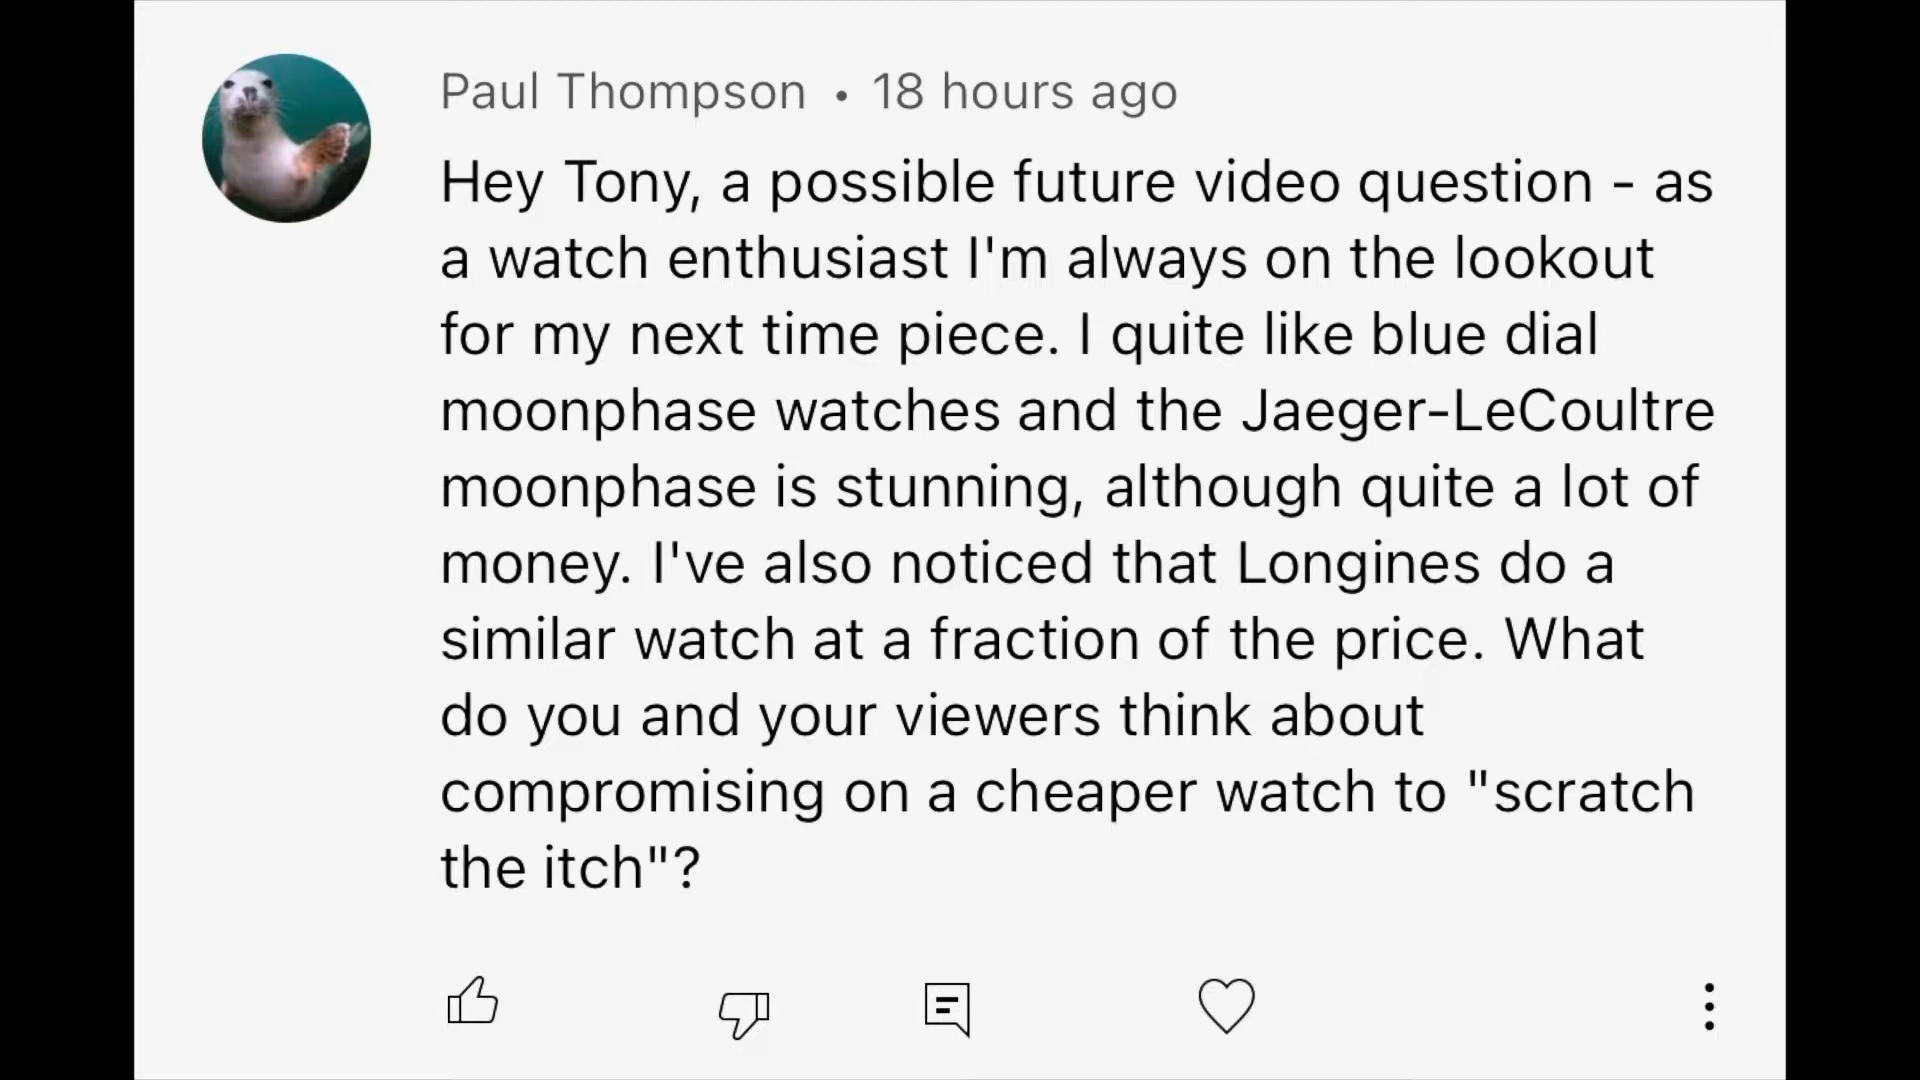 Paul Thompson • 18 hours ago
Hey Tony, a possible future video question - as
a watch enthusiast I'm always on the lookout
for my next time piece. I quite like blue dial
moonphase watches and the Jaeger-LeCoultre
moonphase is stunning, although quite a lot of
money. I've also noticed that Longines do a
similar watch at a fraction of the price. What
do you and your viewers think about
compromising on a cheaper watch to "scratch
the itch"?